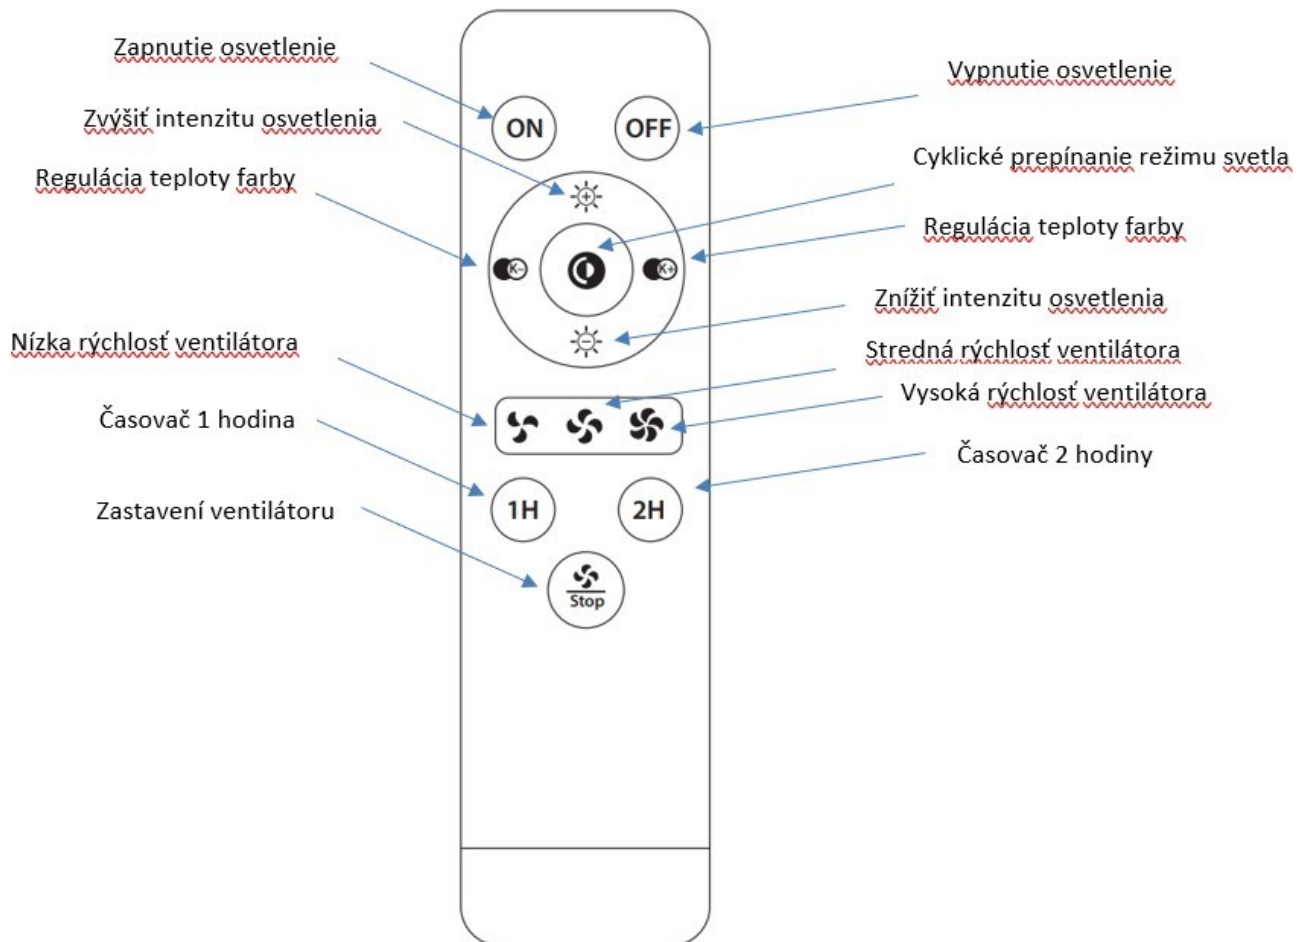 Zapnutie osvetlenie
Vypnutie osvetlenie
Zvýšiť intenzitu osvetlenia
ON
OFF
Cyklické prepínanie režimu svetla
Regulácia teploty farby
Regulácia teploty farby
K-
K+
Znížiť intenzitu osvetlenia
Nízka rýchlosť ventilátora
Stredná rýchlosť ventilátora
Vysoká rýchlosť ventilátora
Časovač 1 hodina
Časovač 2 hodiny
1H
2H
Zastavení ventilátoru
Stop